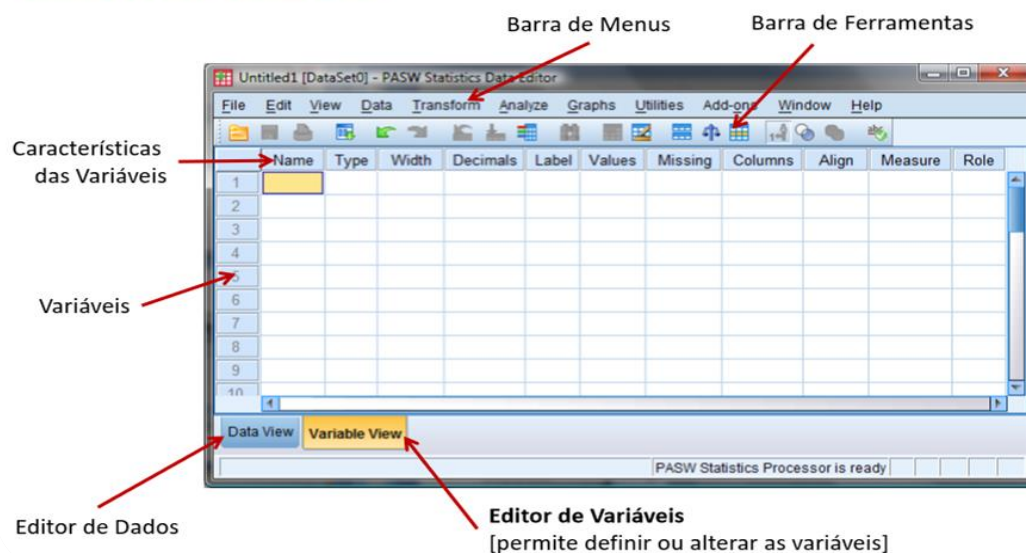 Barra de Menus
Barra de Ferramentas
Untitled1 [DataSet0] - PASW Statistics Data Editor
File Edit View Data Transform Analyze Graphs Utilities Add-ons Window Help
Características
das Variáveis
Name Type Width Decimals Label Values Missing Columns Align Measure Role
1
2
3
4
5
Variáveis
6
7
8
9
10
Data View Variable View
PASW Statistics Processor is ready
Editor de Dados
Editor de Variáveis
[permite definir ou alterar as variáveis]